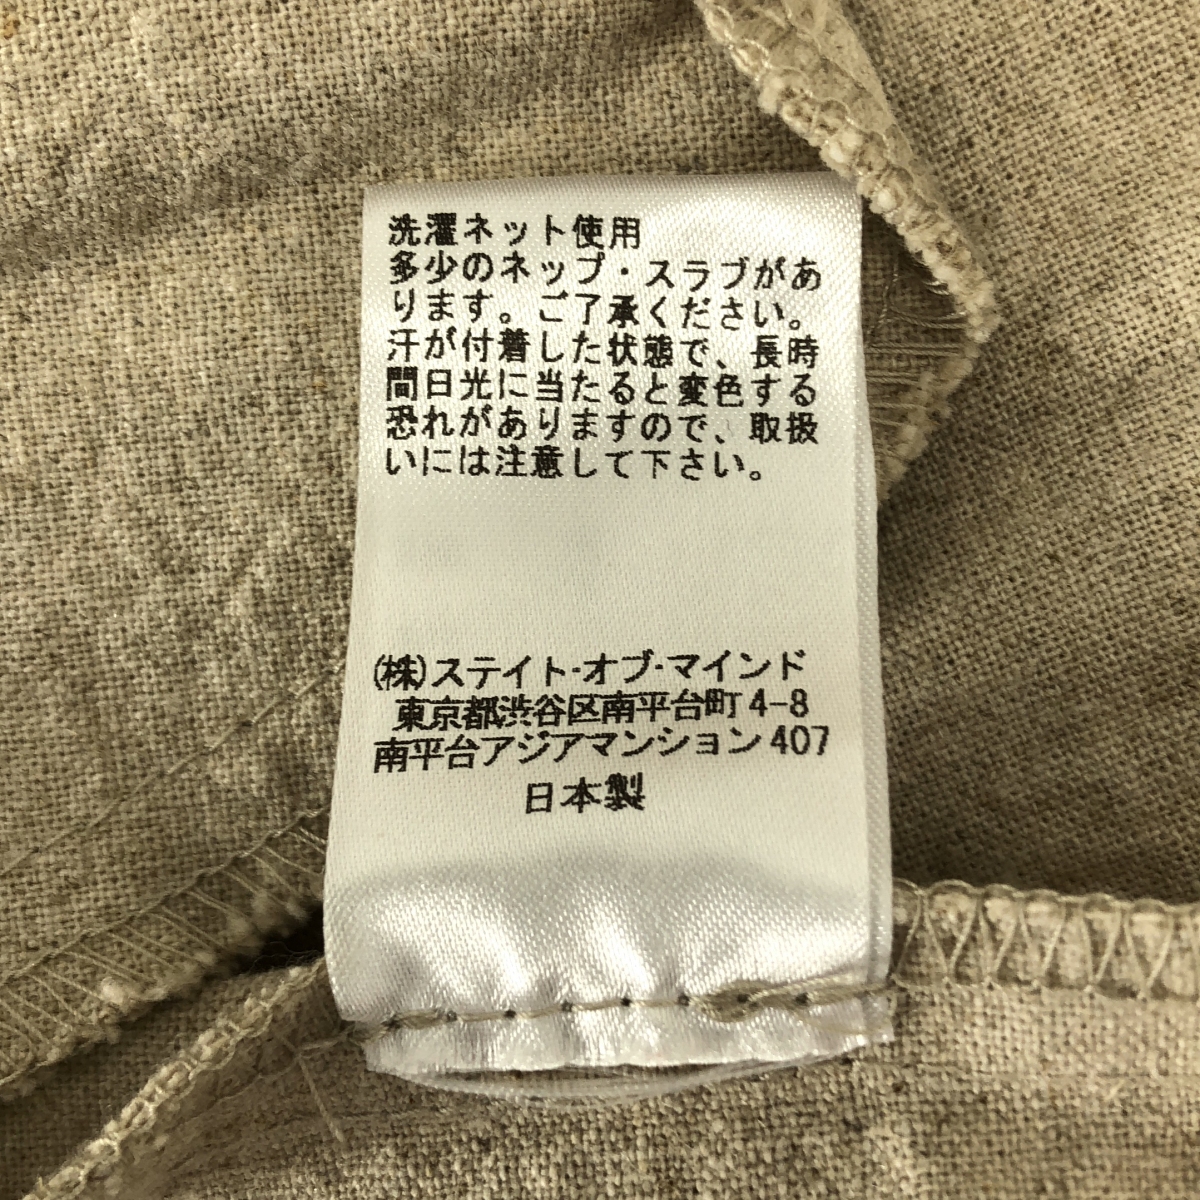 洗濯ネット使用
多少のネップ・スラブがあ
ります。ご了承ください。
汗が付着した状態で、長時
間日光に当たると変色する
恐れがありますので、取扱
いには注意して下さい。
(株)ステイト・オブ・マインド
東京都渋谷区南平台町4-8
南平台アジアマンション407
日本製